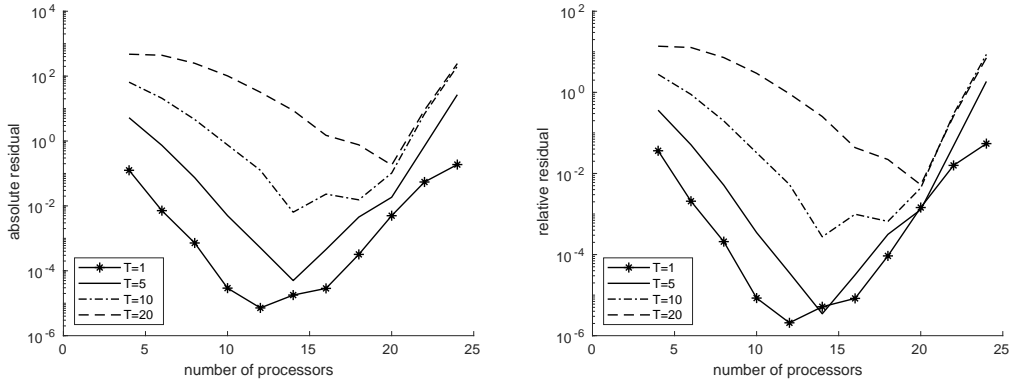 10^4
10^2
10^0
10^-2
10^-4
10^-6
absolute residual
T=1
T=5
T=10
T=20
0 5 10 15 20 25
number of processors
10^2
10^0
10^-2
10^-4
10^-6
relative residual
T=1
T=5
T=10
T=20
0 5 10 15 20 25
number of processors